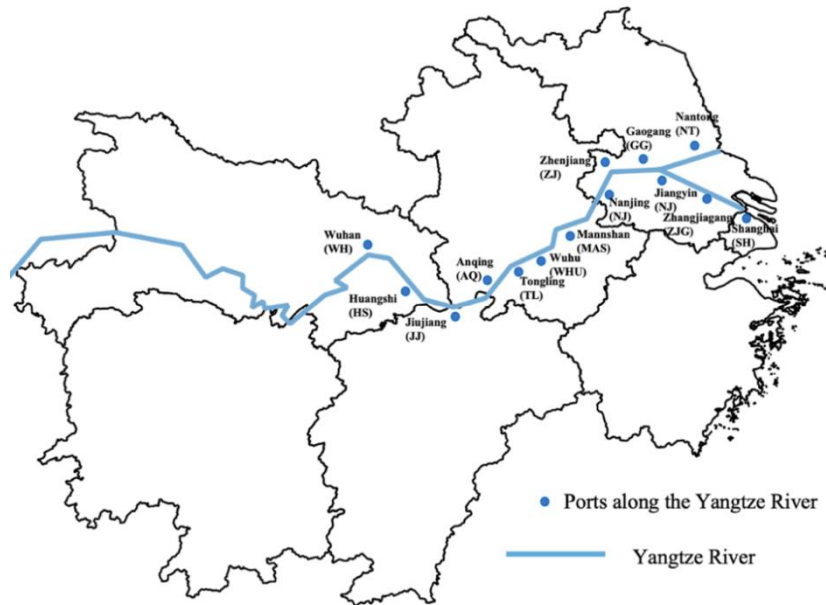 Nantong
(NT)
Gaogang
(GG)
Zhenjiang
(ZJ)
Jiangyin
(NJ)
Nanjing
(NJ)
Zhangjiagang
(ZJG)
Shanghai
(SH)
Mannshan
(MAS)
Wuhan
(WH)
Anqing
(AQ)
Wuhu
(WHU)
Tongling
(TL)
Huangshi
(HS)
Jiujiang
(JJ)
Ports along the Yangtze River
Yangtze River